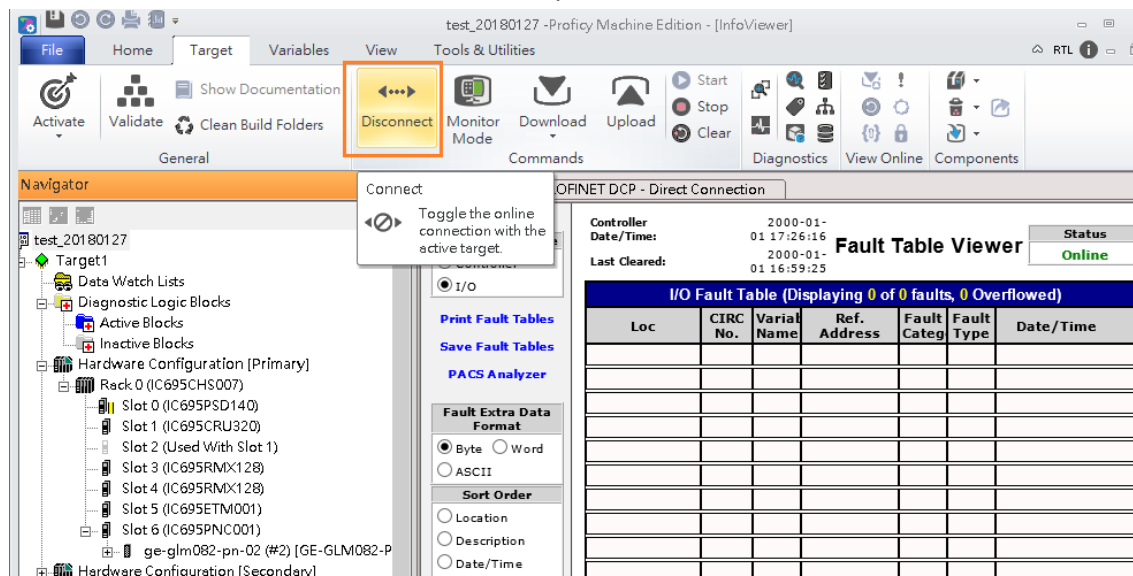 test_20180127 -Proficy Machine Edition - [InfoViewer]
File Home Target Variables View Tools & Utilities RTL
Activate
Validate
Show Documentation
Clean Build Folders
General
Disconnect
Monitor Mode
Download
Upload
Start
Stop
Clear
Commands
Diagnostics
View Online
Components
Navigator
Connect
Toggle the online
connection with the
active target.
OFINET DCP - Direct Connection
test_20180127
Target1
Data Watch Lists
Diagnostic Logic Blocks
Active Blocks
Inactive Blocks
Hardware Configuration [Primary]
Rack 0 (IC695CHS007)
Slot 0 (IC695PSD140)
Slot 1 (IC695CRU320)
Slot 2 (Used With Slot 1)
Slot 3 (IC695RMX128)
Slot 4 (IC695RMX128)
Slot 5 (IC695ETM001)
Slot 6 (IC695PNC001)
ge-glm082-pn-02 (#2) [GE-GLM082-P
Hardware Configuration [Secondary]
I/O
Print Fault Tables
Save Fault Tables
PACS Analyzer
Fault Extra Data
Format
Byte Word
ASCII
Sort Order
Location
Description
Date/Time
Controller
Date/Time:
2000-01-
01 17:26:16
Last Cleared:
2000-01-
01 16:59:25
Fault Table Viewer
Status
Online
I/O Fault Table (Displaying 0 of 0 faults, 0 Overflowed)
Loc
CIRC
No.
Variab
Name
Ref.
Address
Fault
Categ
Fault
Type
Date/Time